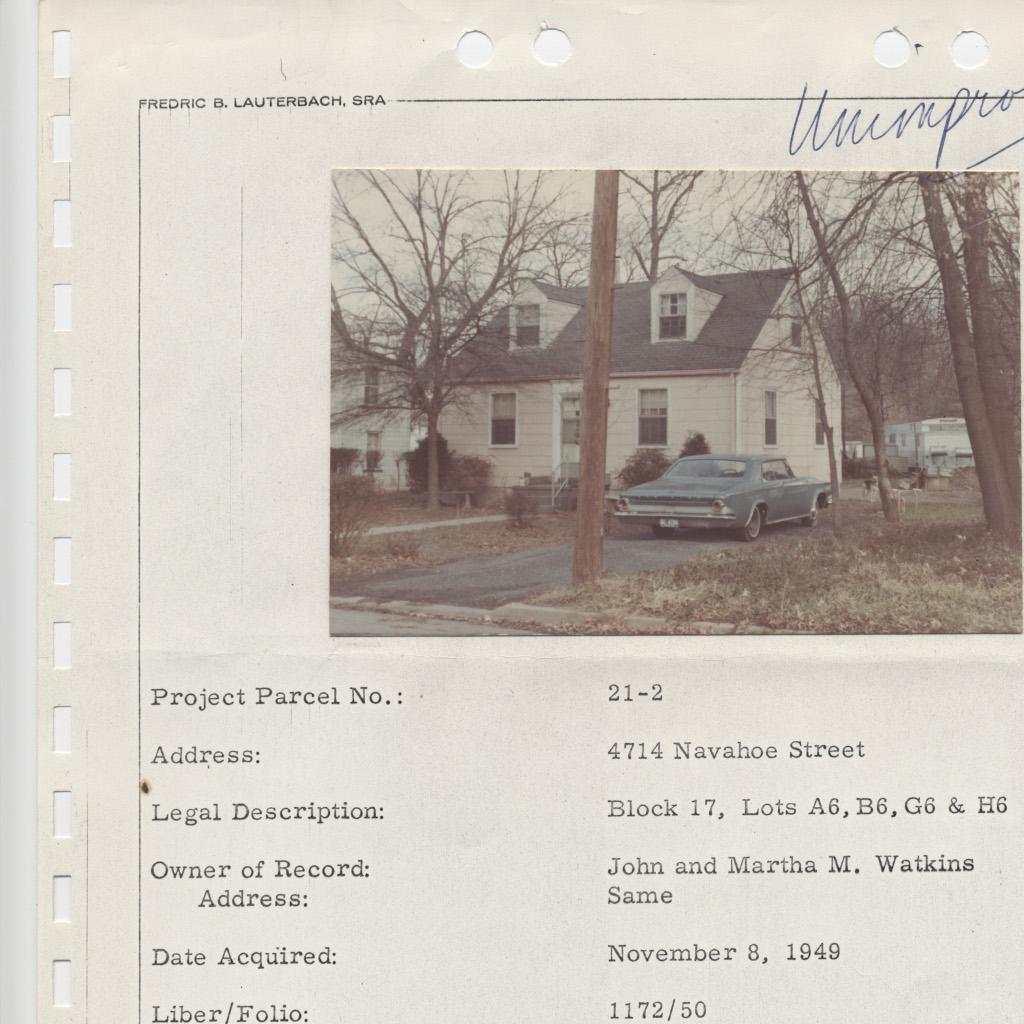 FREDRIC B. LAUTERBACH, SRA
Unimpro
Project Parcel No.: 21-2
Address: 4714 Navahoe Street
Legal Description: Block 17, Lots A6, B6, G6 & H6
Owner of Record: John and Martha M. Watkins
Address: Same
Date Acquired: November 8, 1949
Liber/Folio: 1172/50